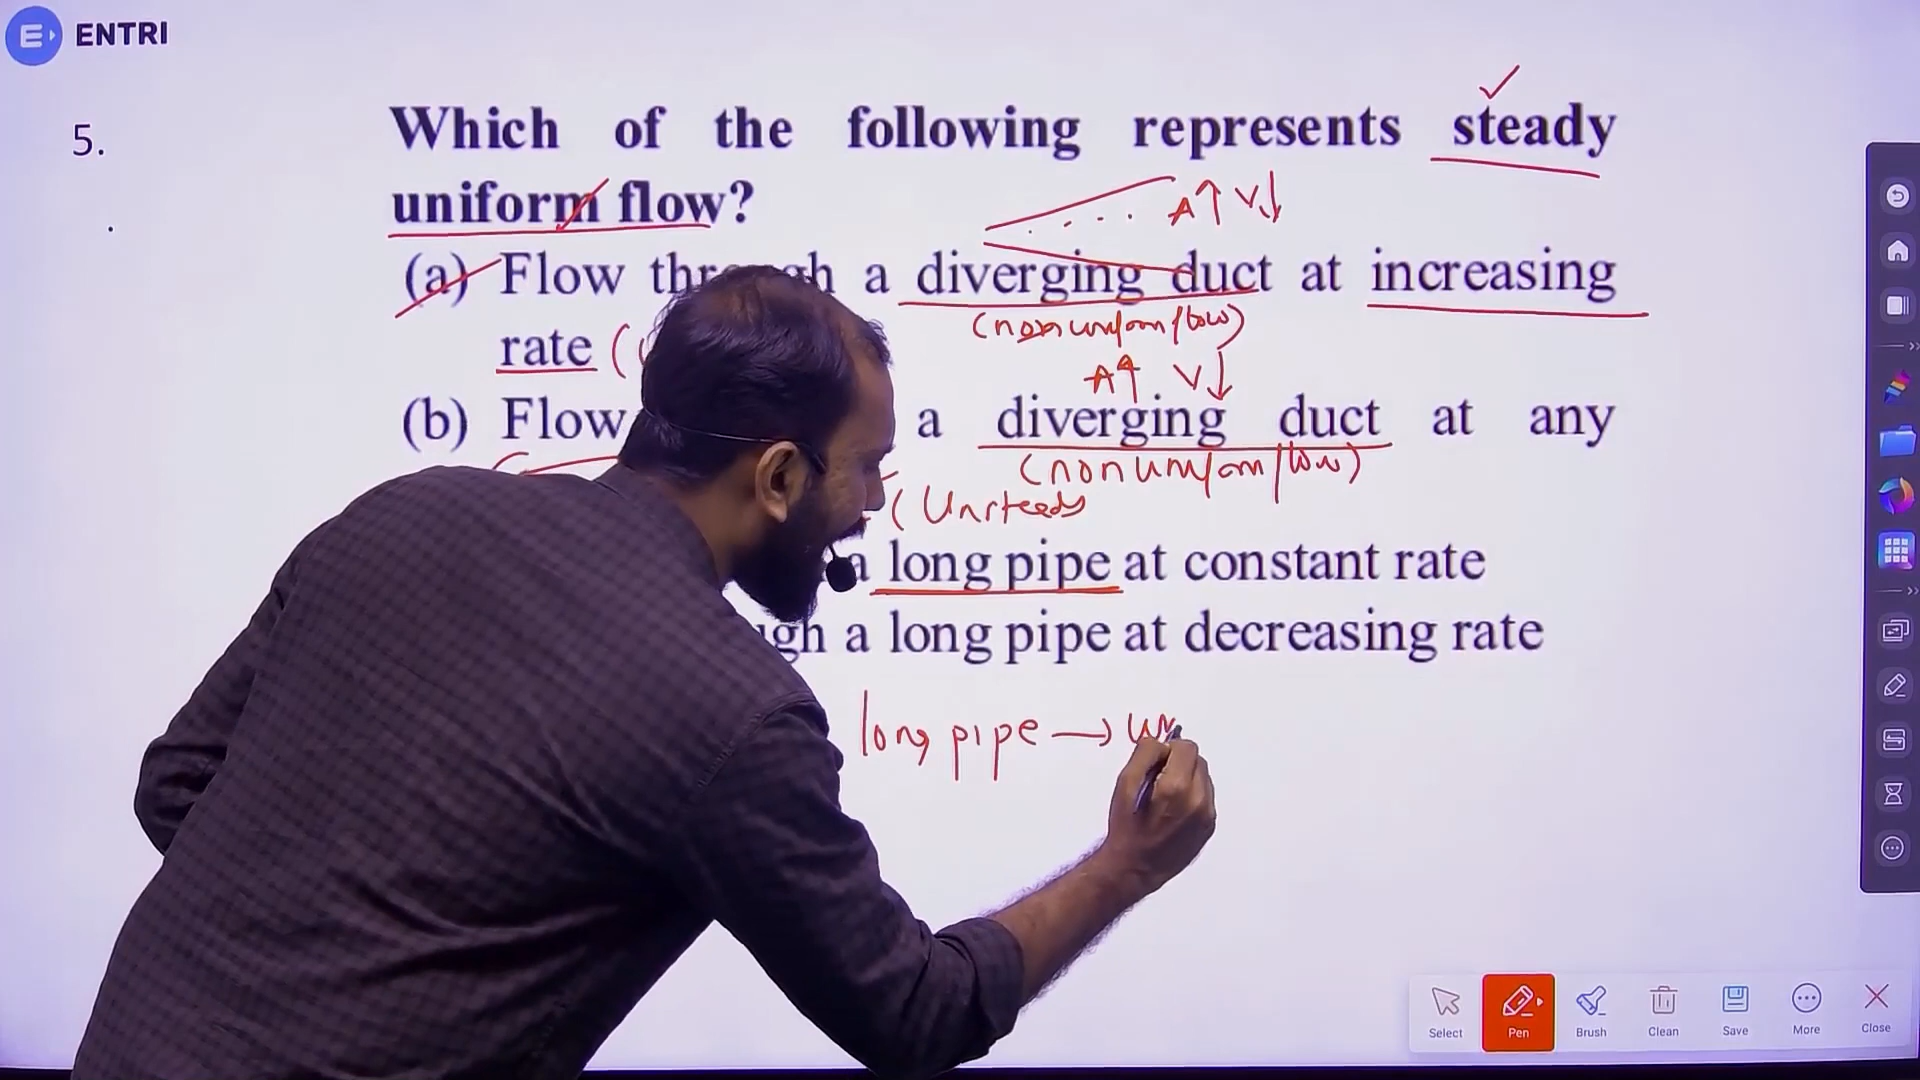 ENTRI
5.
Which of the following represents steady
uniform flow?
A↑ V↓
(a) Flow through a diverging duct at increasing
(non uniform flow)
rate (
A↑ V↓
(b) Flow a diverging duct at any
(non uniform flow)
(Unsteady
a long pipe at constant rate
a long pipe at decreasing rate
long pipe → un
Select Pen Brush Clean Save More Close